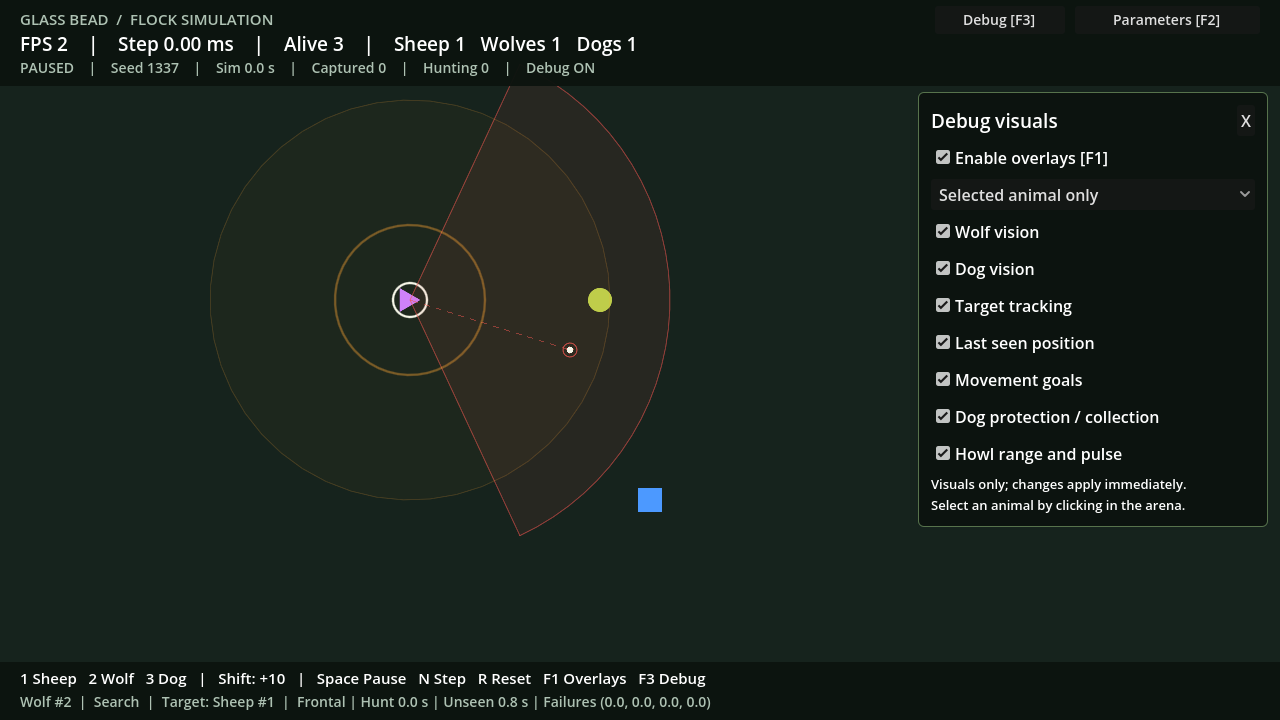 GLASS BEAD / FLOCK SIMULATION
Debug [F3]
Parameters [F2]
FPS 2 | Step 0.00 ms | Alive 3 | Sheep 1 Wolves 1 Dogs 1
PAUSED | Seed 1337 | Sim 0.0 s | Captured 0 | Hunting 0 | Debug ON
Debug visuals
X
Enable overlays [F1]
Selected animal only
Wolf vision
Dog vision
Target tracking
Last seen position
Movement goals
Dog protection / collection
Howl range and pulse
Visuals only; changes apply immediately.
Select an animal by clicking in the arena.
1 Sheep 2 Wolf 3 Dog | Shift: +10 | Space Pause N Step R Reset F1 Overlays F3 Debug
Wolf #2 | Search | Target: Sheep #1 | Frontal | Hunt 0.0 s | Unseen 0.8 s | Failures (0.0, 0.0, 0.0, 0.0)